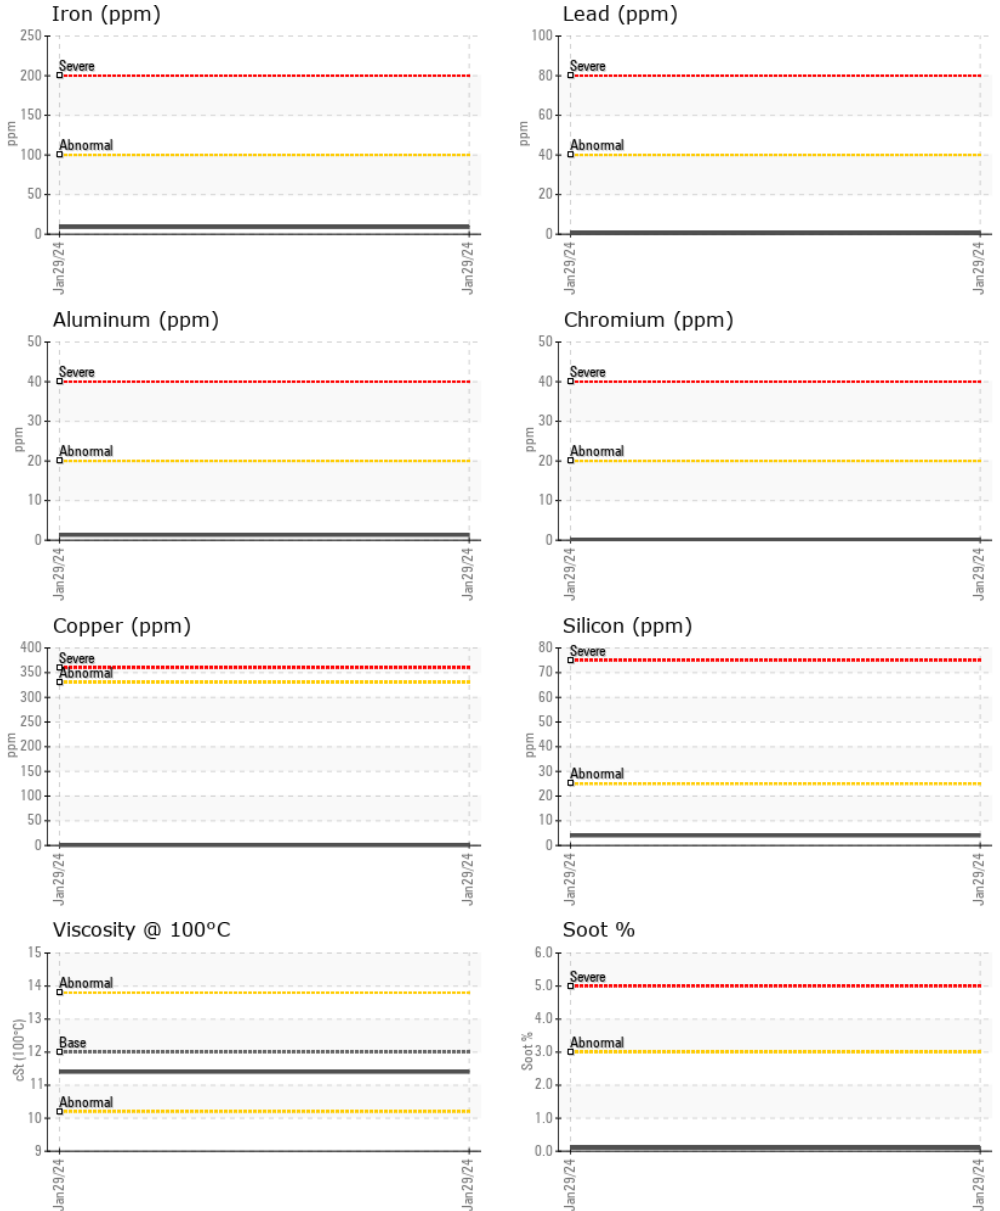 Iron (ppm)
250
200
150
100
50
0
ppm
Severe
Abnormal
Jan29/24
Jan29/24
Lead (ppm)
100
80
60
40
20
0
ppm
Severe
Abnormal
Jan29/24
Jan29/24
Aluminum (ppm)
50
40
30
20
10
0
ppm
Severe
Abnormal
Jan29/24
Jan29/24
Chromium (ppm)
50
40
30
20
10
0
ppm
Severe
Abnormal
Jan29/24
Jan29/24
Copper (ppm)
400
350
300
250
200
150
100
50
0
ppm
Severe
Abnormal
Jan29/24
Jan29/24
Silicon (ppm)
80
70
60
50
40
30
20
10
0
ppm
Severe
Abnormal
Jan29/24
Jan29/24
Viscosity @ 100°C
15
14
13
12
11
10
9
cSt (100°C)
Abnormal
Base
Abnormal
Jan29/24
Jan29/24
Soot %
6.0
5.0
4.0
3.0
2.0
1.0
0.0
Soot %
Severe
Abnormal
Jan29/24
Jan29/24